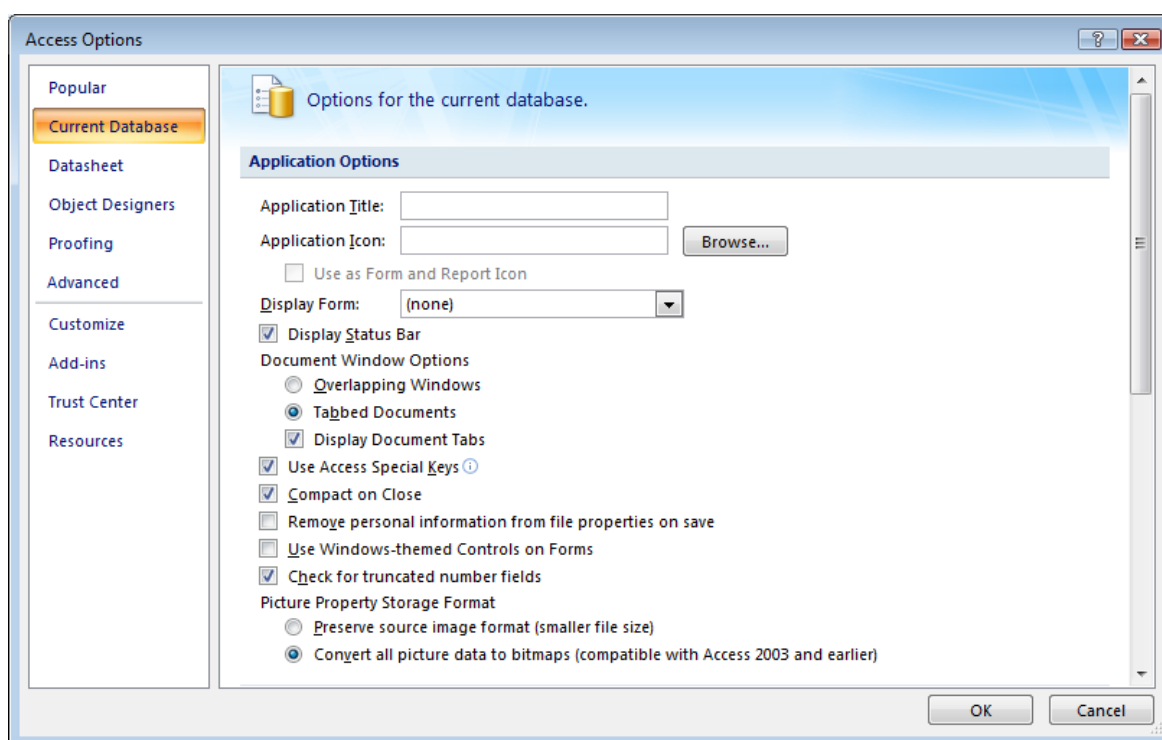 Access Options
Popular
Current Database
Datasheet
Object Designers
Proofing
Advanced
Customize
Add-ins
Trust Center
Resources
Options for the current database.
Application Options
Application Title:
Application Icon:
Browse...
Use as Form and Report Icon
Display Form:
(none)
Display Status Bar
Document Window Options
Overlapping Windows
Tabbed Documents
Display Document Tabs
Use Access Special Keys
Compact on Close
Remove personal information from file properties on save
Use Windows-themed Controls on Forms
Check for truncated number fields
Picture Property Storage Format
Preserve source image format (smaller file size)
Convert all picture data to bitmaps (compatible with Access 2003 and earlier)
OK
Cancel